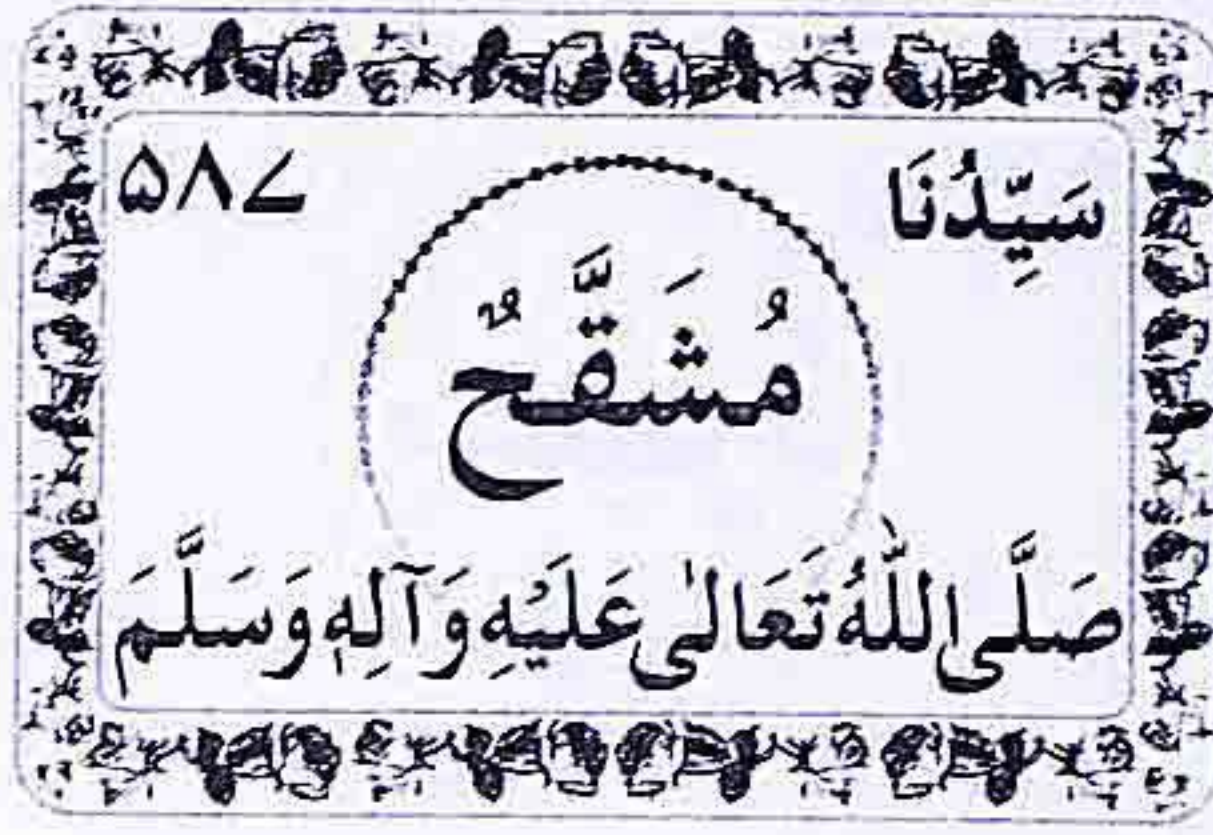 سَيِّدُنَا ۵۸۷
مُشَقَّحٌ
صَلَّى اللّٰهُ تَعَالٰى عَلَيْهِ وَآلِهٖ وَسَلَّمَ